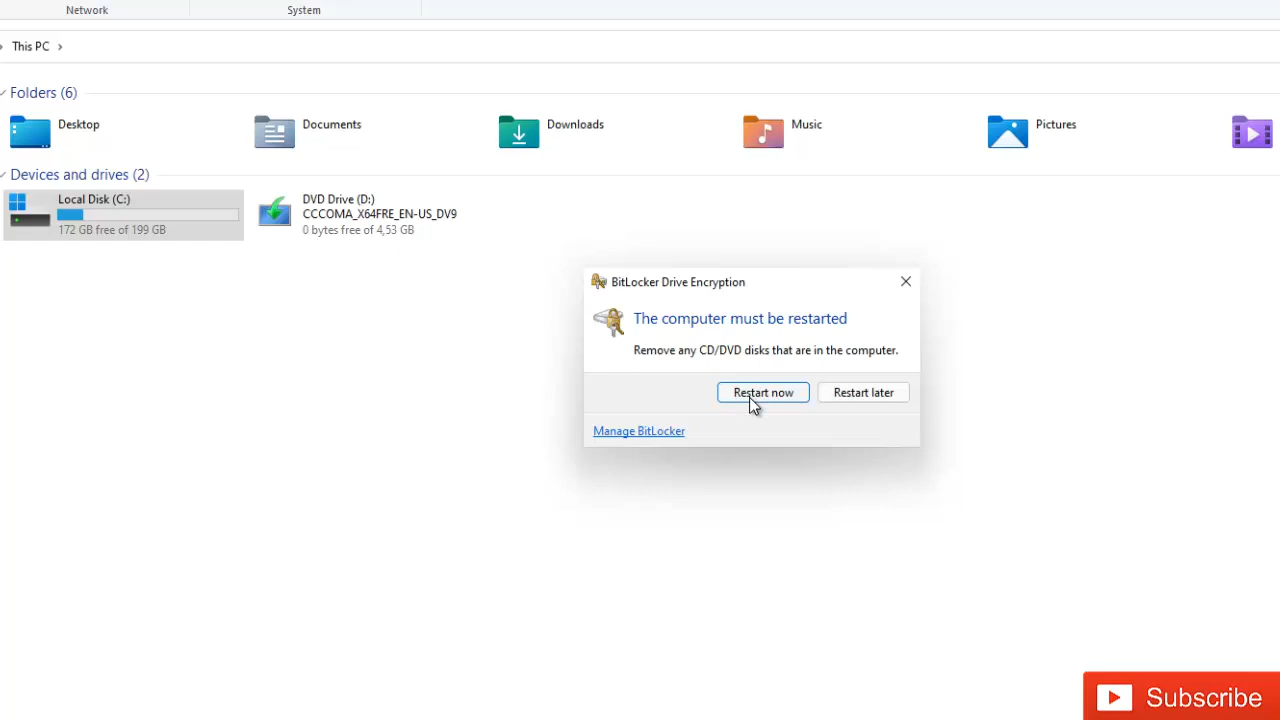 Network
System
This PC
Folders (6)
Desktop
Documents
Downloads
Music
Pictures
Devices and drives (2)
Local Disk (C:)
172 GB free of 199 GB
DVD Drive (D:)
CCCOMA_X64FRE_EN-US_DV9
0 bytes free of 4,53 GB
BitLocker Drive Encryption
The computer must be restarted
Remove any CD/DVD disks that are in the computer.
Restart now
Restart later
Manage BitLocker
Subscribe